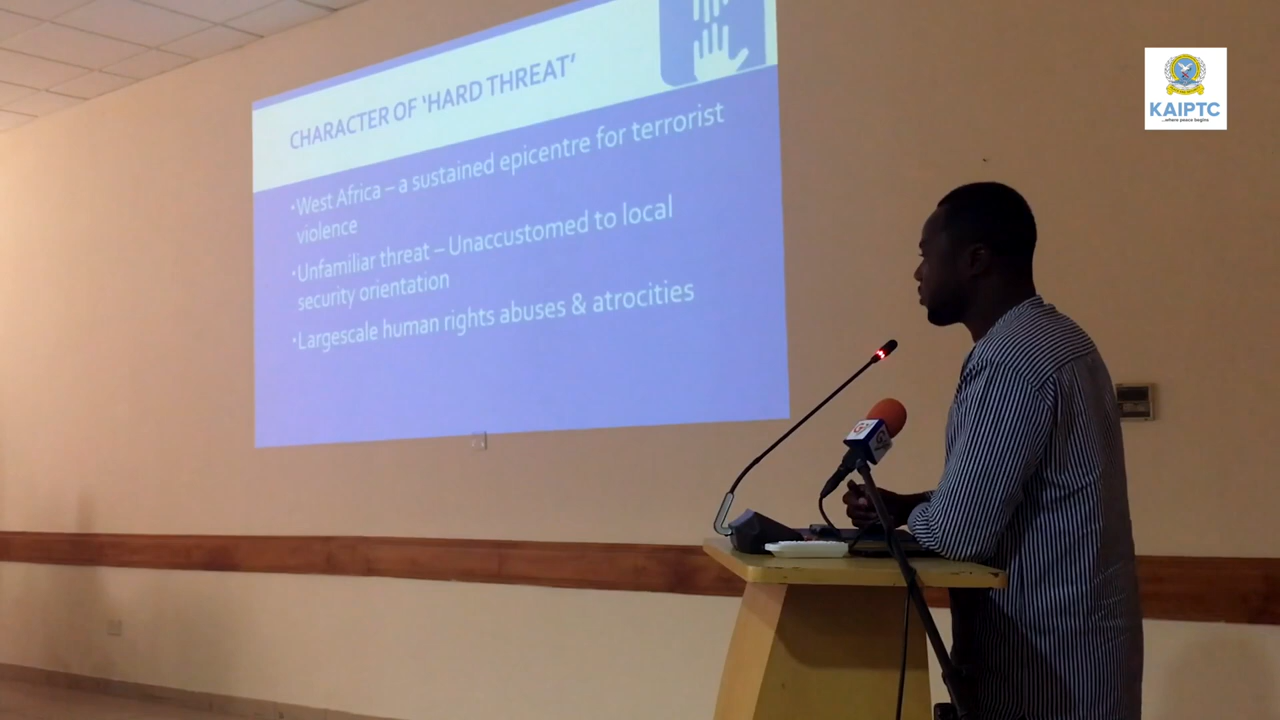 CHARACTER OF ‘HARD THREAT’
•West Africa – a sustained epicentre for terrorist
violence
•Unfamiliar threat – Unaccustomed to local
security orientation
•Largescale human rights abuses & atrocities
KAIPTC
...where peace begins